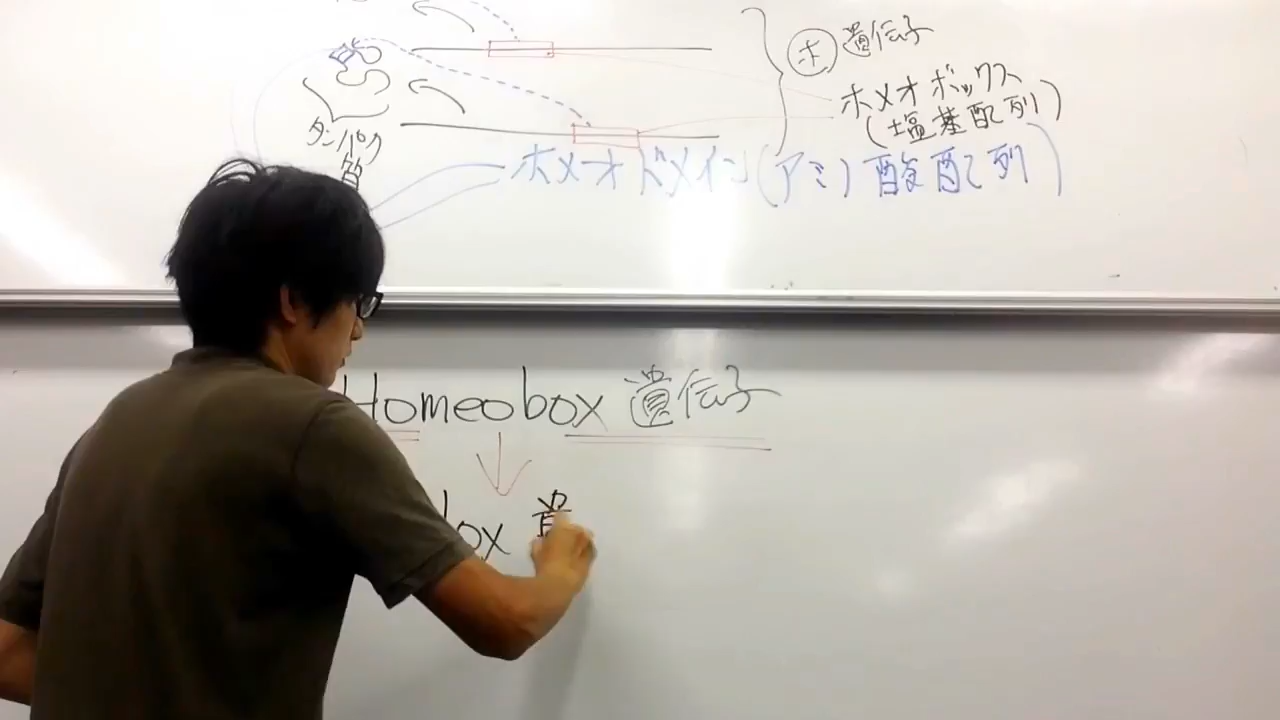 ホ 遺伝子
ホメオボックス
(塩基配列)
タンパク
質
ホメオドメイン(アミノ酸配列)
Homeobox 遺伝子
box